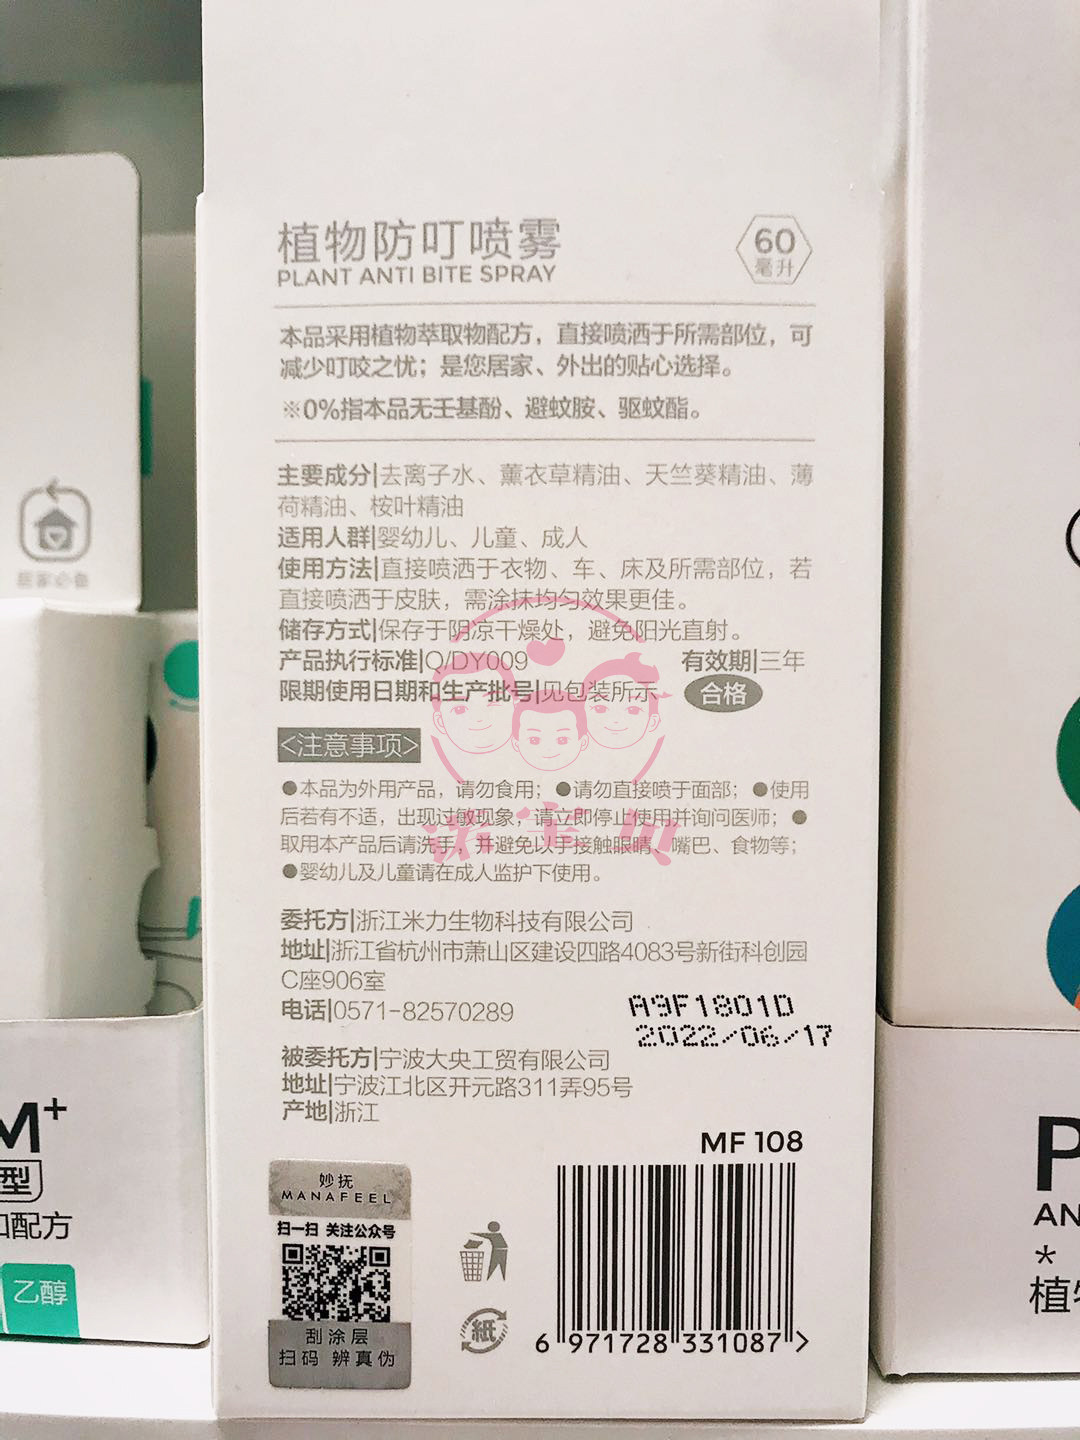 植物防叮喷雾
PLANT ANTI BITE SPRAY
60
毫升
本品采用植物萃取物配方，直接喷洒于所需部位，可
减少叮咬之忧；是您居家、外出的贴心选择。
※0%指本品无壬基酚、避蚊胺、驱蚊酯。
主要成分|去离子水、薰衣草精油、天竺葵精油、薄
荷精油、桉叶精油
适用人群|婴幼儿、儿童、成人
使用方法|直接喷洒于衣物、车、床及所需部位，若
直接喷洒于皮肤，需涂抹均匀效果更佳。
储存方式|保存于阴凉干燥处，避免阳光直射。
产品执行标准|Q/DY009
有效期|三年
限期使用日期和生产批号|见包装所示
合格
<注意事项>
●本品为外用产品，请勿食用；●请勿直接喷于面部；●使用
后若有不适，出现过敏现象，请立即停止使用并询问医师；●
取用本产品后请洗手，并避免以手接触眼睛、嘴巴、食物等；
●婴幼儿及儿童请在成人监护下使用。
诺宝贝
委托方|浙江米力生物科技有限公司
地址|浙江省杭州市萧山区建设四路4083号新街科创园
C座906室
电话|0571-82570289
A9F1801D
2022/06/17
被委托方|宁波大央工贸有限公司
地址|宁波江北区开元路311弄95号
产地|浙江
MF 108
妙抚
MANAFEEL
扫一扫 关注公众号
刮涂层
扫码 辨真伪
紙
6 971728 331087 >
居家必备
M+
型
配方
乙醇
P
AN
*
植